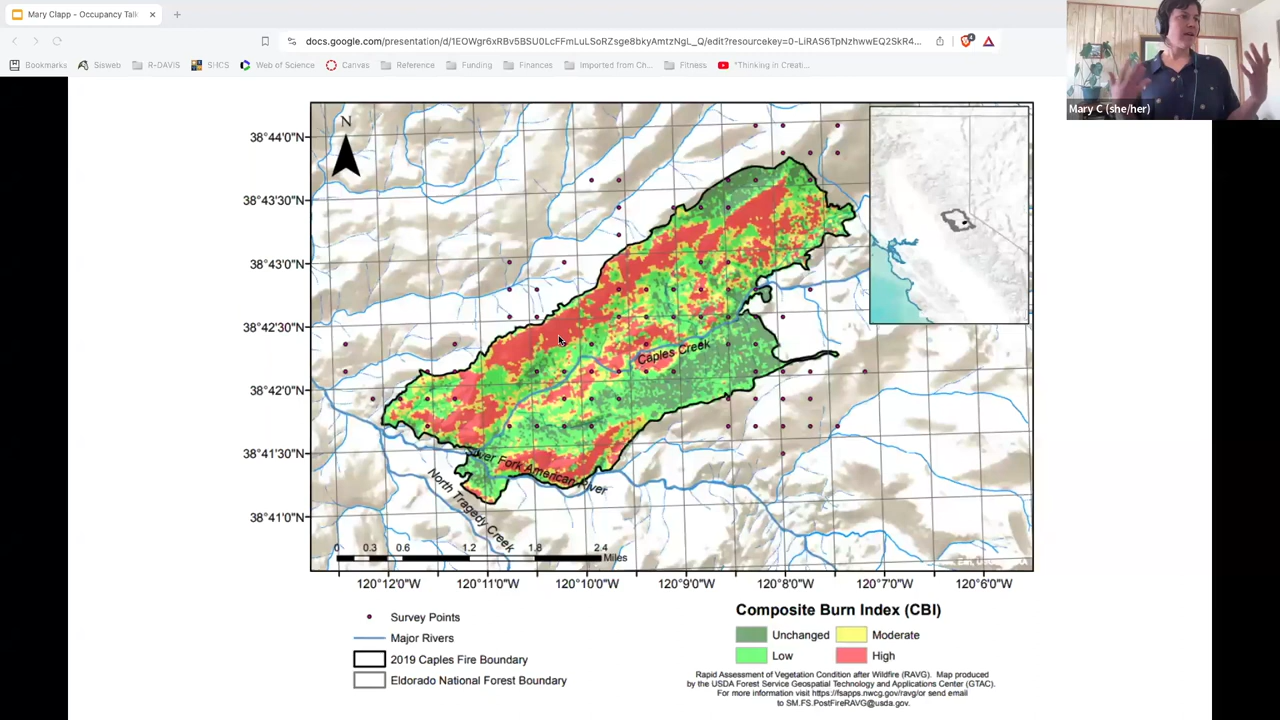 Mary Clapp - Occupancy Talk
docs.google.com/presentation/d/1EOWgr6xRBv5BSU0LcFFmLuLSoRZsge8bkyAmtzNgL_Q/edit?resourcekey=0-LiRAS6TpNzhwwEQ2SkR4...
Bookmarks Sisweb R-DAVIS SHCS Web of Science Canvas Reference Funding Finances Imported from Ch... Fitness "Thinking in Creati...
Mary C (she/her)
N
38°44'0"N
38°43'30"N
38°43'0"N
38°42'30"N
38°42'0"N
38°41'30"N
38°41'0"N
Caples Creek
Silver Fork American River
North Tragedy Creek
0 0.3 0.6 1.2 1.8 2.4
Miles
120°12'0"W 120°11'0"W 120°10'0"W 120°9'0"W 120°8'0"W 120°7'0"W 120°6'0"W
Survey Points
Major Rivers
2019 Caples Fire Boundary
Eldorado National Forest Boundary
Composite Burn Index (CBI)
Unchanged Moderate
Low High
Rapid Assessment of Vegetation Condition after Wildfire (RAVG). Map produced
by the USDA Forest Service Geospatial Technology and Applications Center (GTAC).
For more information visit https://fsapps.nwcg.gov/ravg/or send email
to SM.FS.PostFireRAVG@usda.gov.